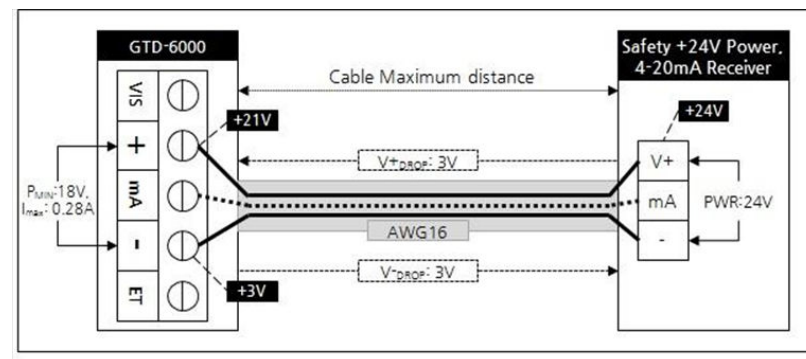 GTD-6000
Safety +24V Power,
4-20mA Receiver
Cable Maximum distance
SIG
+
mA
-
ET
+21V
+24V
V+DROP: 3V
V+
mA
-
PMIN:18V,
Imax: 0.28A
PWR:24V
AWG16
V-DROP: 3V
+3V